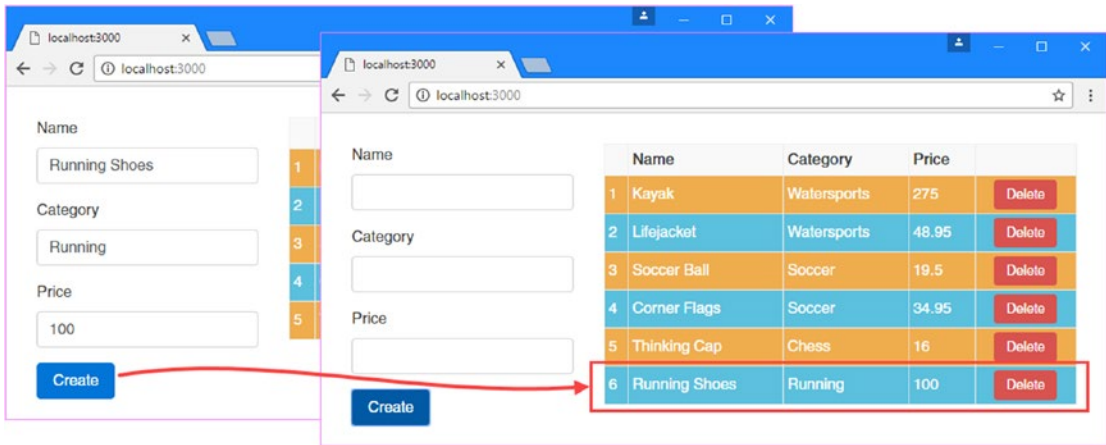 localhost:3000
localhost:3000
Name
Running Shoes
Category
Running
Price
100
Create
1
2
3
4
5
localhost:3000
localhost:3000
Name
Category
Price
Create
Name Category Price
1 Kayak Watersports 275 Delete
2 Lifejacket Watersports 48.95 Delete
3 Soccer Ball Soccer 19.5 Delete
4 Corner Flags Soccer 34.95 Delete
5 Thinking Cap Chess 16 Delete
6 Running Shoes Running 100 Delete